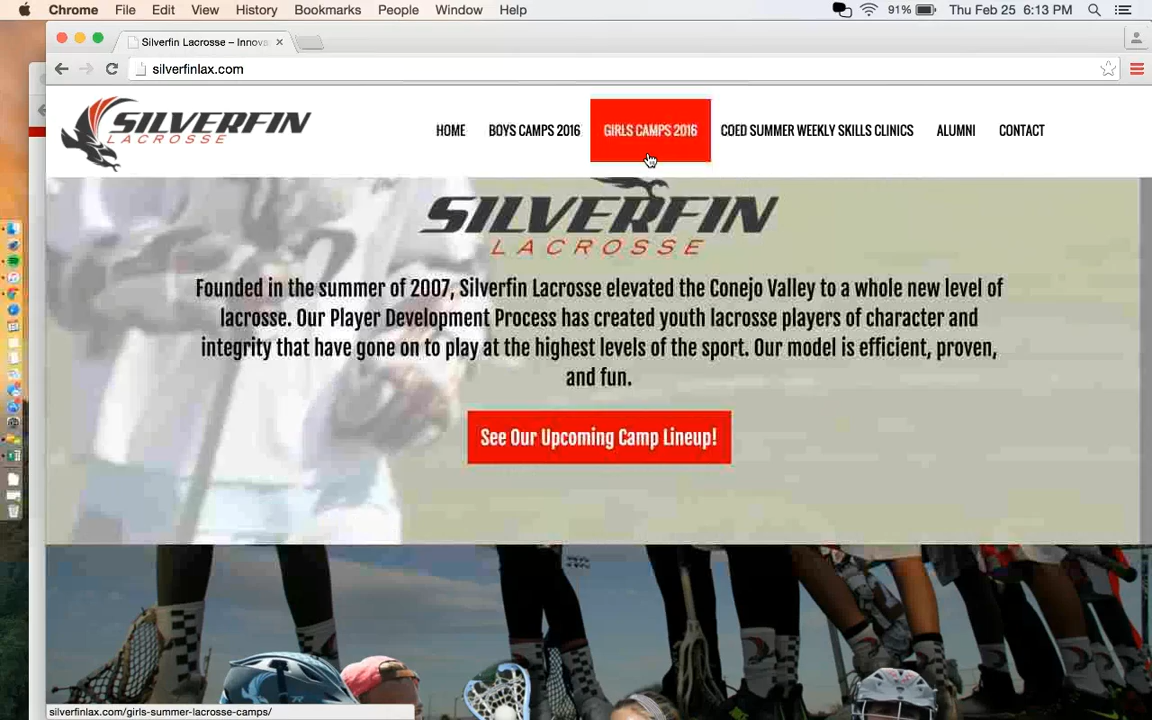 Chrome File Edit View History Bookmarks People Window Help 91% Thu Feb 25 6:13 PM
Silverfin Lacrosse – Innova
silverfinlax.com
SILVERFIN
LACROSSE
HOME BOYS CAMPS 2016 GIRLS CAMPS 2016 COED SUMMER WEEKLY SKILLS CLINICS ALUMNI CONTACT
SILVERFIN
LACROSSE
Founded in the summer of 2007, Silverfin Lacrosse elevated the Conejo Valley to a whole new level of
lacrosse. Our Player Development Process has created youth lacrosse players of character and
integrity that have gone on to play at the highest levels of the sport. Our model is efficient, proven,
and fun.
See Our Upcoming Camp Lineup!
silverfinlax.com/girls-summer-lacrosse-camps/